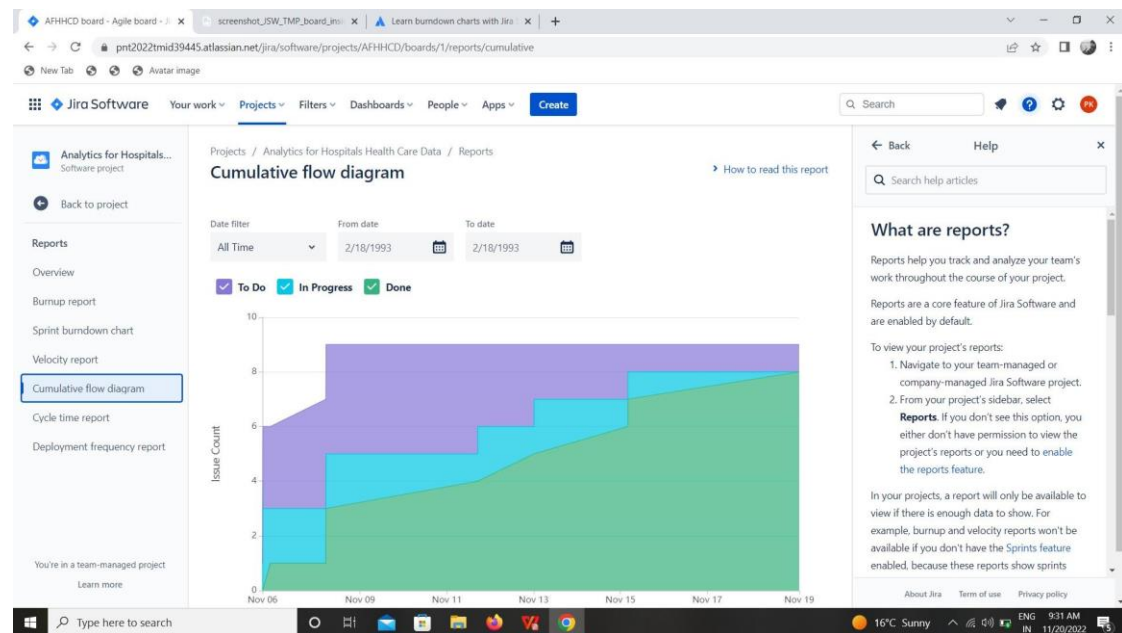 AFHHCD board - Agile board - Ji
screenshot_JSW_TMP_board_insi
Learn burndown charts with Jira
pnt2022tmid39445.atlassian.net/jira/software/projects/AFHHCD/boards/1/reports/cumulative
New Tab
Avatar image
Jira Software
Your work
Projects
Filters
Dashboards
People
Apps
Create
Search
PK
Analytics for Hospitals...
Software project
Back to project
Reports
Overview
Burnup report
Sprint burndown chart
Velocity report
Cumulative flow diagram
Cycle time report
Deployment frequency report
You're in a team-managed project
Learn more
Projects / Analytics for Hospitals Health Care Data / Reports
Cumulative flow diagram
How to read this report
Date filter
From date
To date
All Time
2/18/1993
2/18/1993
To Do
In Progress
Done
Issue Count
10
8
6
4
2
0
Nov 06
Nov 09
Nov 11
Nov 13
Nov 15
Nov 17
Nov 19
Back
Help
Search help articles
What are reports?
Reports help you track and analyze your team's
work throughout the course of your project.
Reports are a core feature of Jira Software and
are enabled by default.
To view your project's reports:
1. Navigate to your team-managed or
company-managed Jira Software project.
2. From your project's sidebar, select
Reports. If you don't see this option, you
either don't have permission to view the
project's reports or you need to enable
the reports feature.
In your projects, a report will only be available to
view if there is enough data to show. For
example, burnup and velocity reports won't be
available if you don't have the Sprints feature
enabled, because these reports show sprints
About Jira
Term of use
Privacy policy
Type here to search
16°C Sunny
ENG
IN
9:31 AM
11/20/2022
5